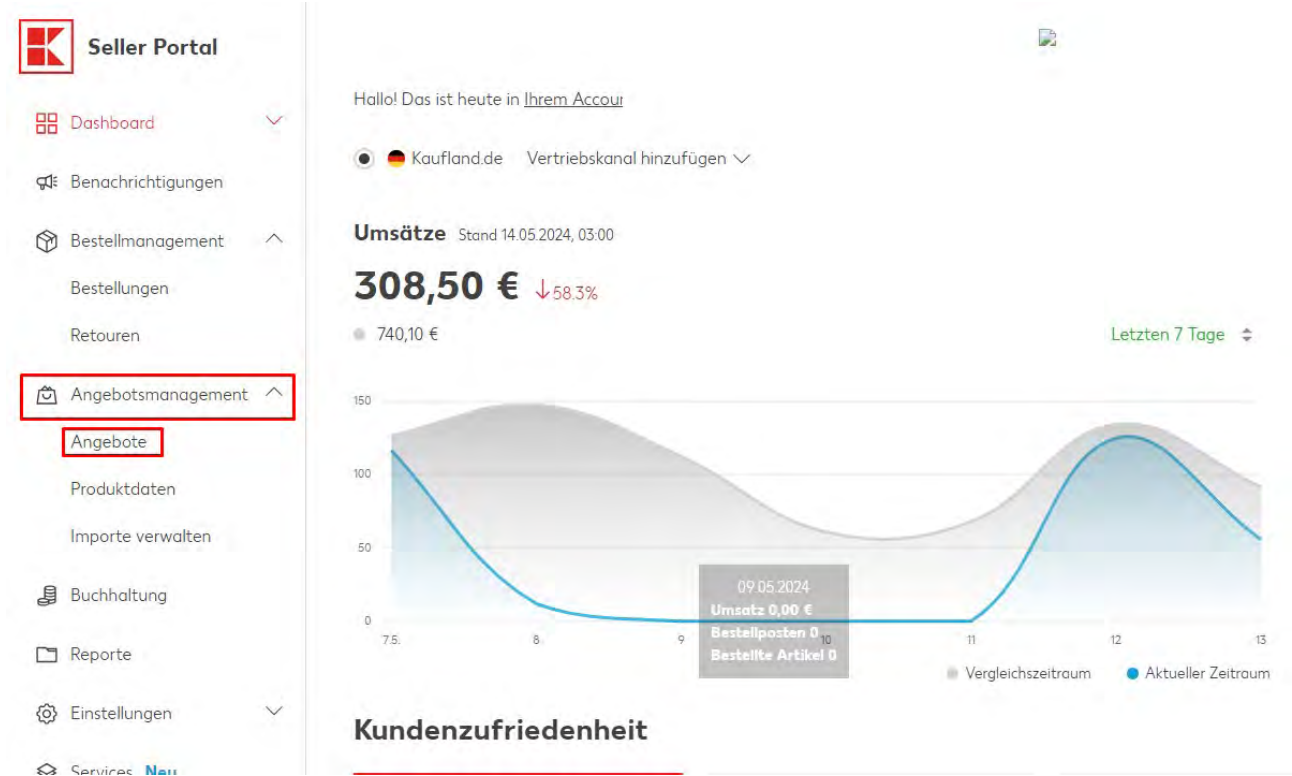 Seller Portal
Dashboard
Benachrichtigungen
Bestellmanagement
Bestellungen
Retouren
Angebotsmanagement
Angebote
Produktdaten
Importe verwalten
Buchhaltung
Reporte
Einstellungen
Services Neu
Hallo! Das ist heute in Ihrem Accour
Kaufland.de Vertriebskanal hinzufügen
Umsätze Stand 14.05.2024, 03:00
308,50 € ↓58.3%
740,10 €
Letzten 7 Tage
150
100
50
0
7.5. 8 9 10 11 12 13
09.05.2024
Umsatz 0,00 €
Bestellposten 0
Bestellte Artikel 0
Vergleichszeitraum Aktueller Zeitraum
Kundenzufriedenheit